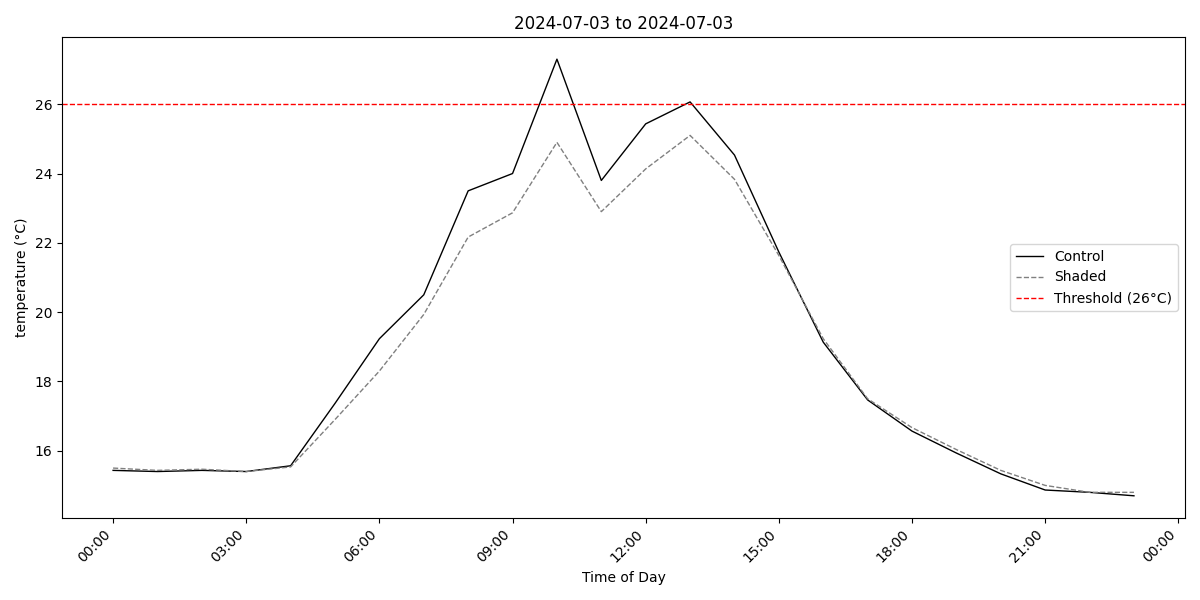 2024-07-03 to 2024-07-03
temperature (°C)
26
24
22
20
18
16
Control
Shaded
Threshold (26°C)
00:00
03:00
06:00
09:00
12:00
15:00
18:00
21:00
00:00
Time of Day